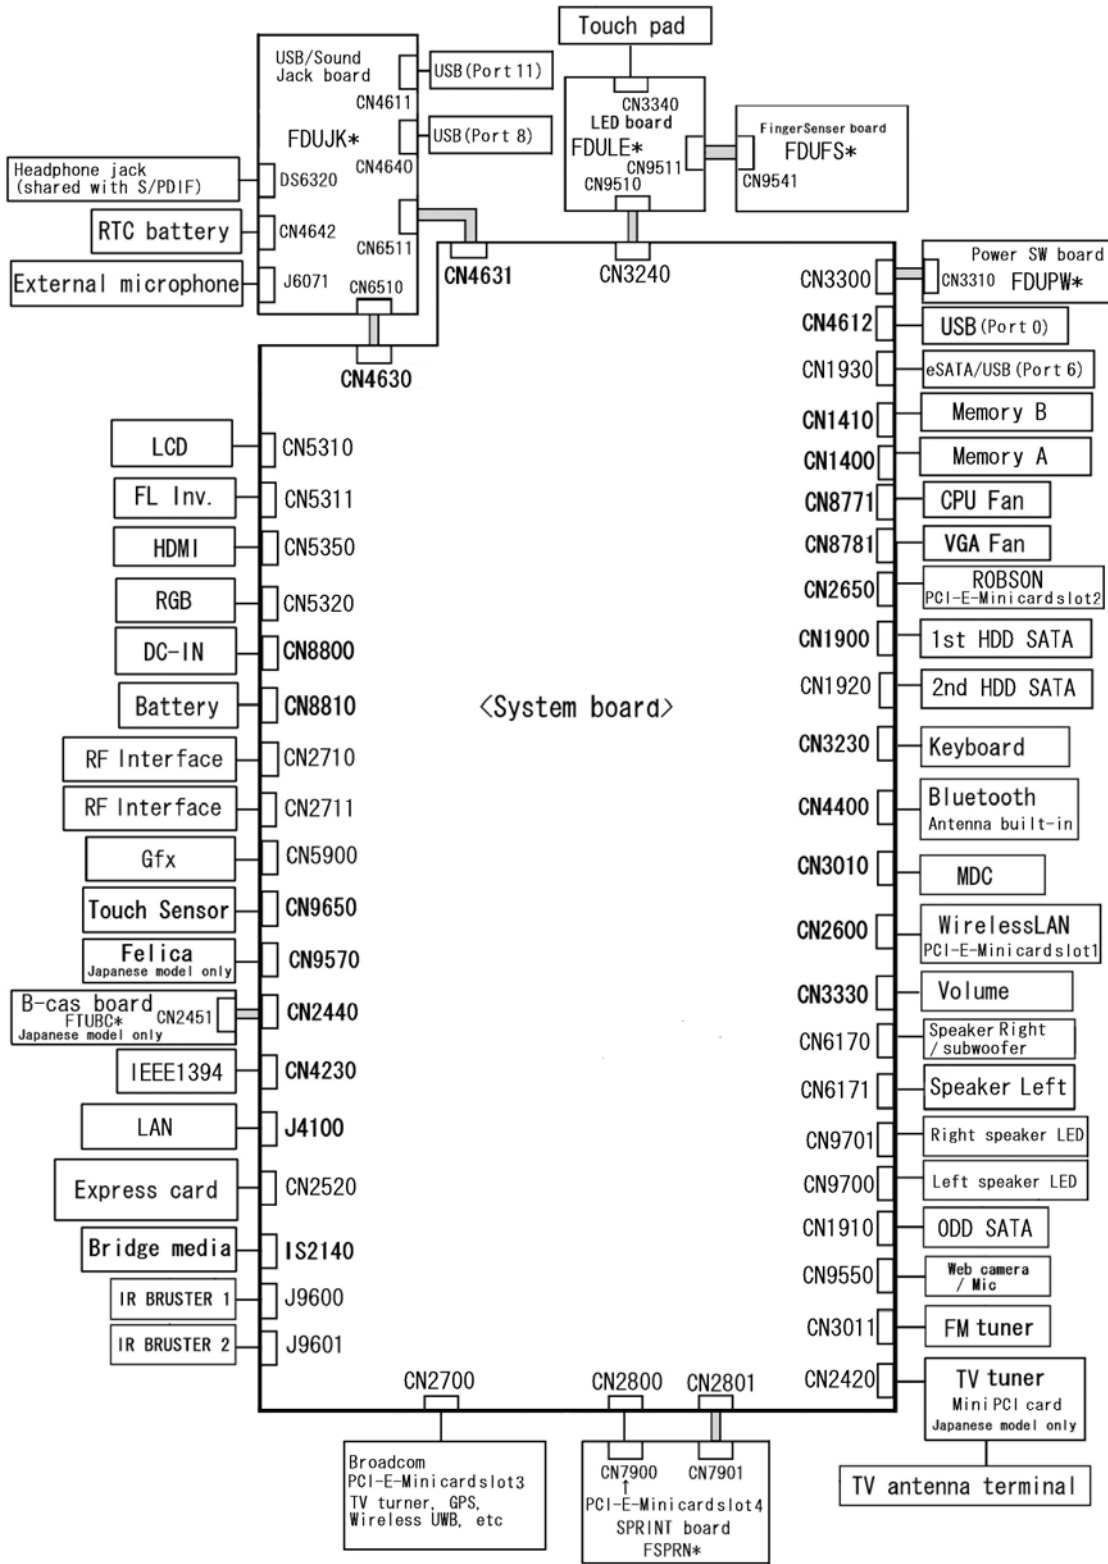 Touch pad
USB/Sound
Jack board
CN4611
USB(Port 11)
FDUJK*
CN4640
USB(Port 8)
Headphone jack
(shared with S/PDIF)
DS6320
RTC battery
CN4642
CN6511
External microphone
J6071
CN6510
CN3340
LED board
FDULE*
CN9511
CN9510
FingerSenser board
FDUFS*
CN9541
CN4631
CN3240
CN4630
CN3300
Power SW board
CN3310
FDUPW*
CN4612
USB(Port 0)
CN1930
eSATA/USB(Port 6)
CN1410
Memory B
CN1400
Memory A
CN8771
CPU Fan
CN8781
VGA Fan
CN2650
ROBSON
PCI-E-Minicardslot2
CN1900
1st HDD SATA
CN1920
2nd HDD SATA
CN3230
Keyboard
CN4400
Bluetooth
Antenna built-in
CN3010
MDC
CN2600
WirelessLAN
PCI-E-Minicardslot1
CN3330
Volume
CN6170
Speaker Right
/subwoofer
CN6171
Speaker Left
CN9701
Right speaker LED
CN9700
Left speaker LED
CN1910
ODD SATA
CN9550
Web camera
/ Mic
CN3011
FM tuner
CN2420
TV tuner
MiniPCI card
Japanese model only
TV antenna terminal
<System board>
LCD
CN5310
FL Inv.
CN5311
HDMI
CN5350
RGB
CN5320
DC-IN
CN8800
Battery
CN8810
RF Interface
CN2710
RF Interface
CN2711
Gfx
CN5900
Touch Sensor
CN9650
Felica
Japanese model only
CN9570
B-cas board
FTUBC*
CN2451
Japanese model only
CN2440
IEEE1394
CN4230
LAN
J4100
Express card
CN2520
Bridge media
IS2140
IR BRUSTER 1
J9600
IR BRUSTER 2
J9601
CN2700
CN2800
CN2801
Broadcom
PCI-E-Minicardslot3
TV turner, GPS,
Wireless UWB, etc
CN7900
CN7901
↑
PCI-E-Minicardslot4
SPRINT board
FSPRN*